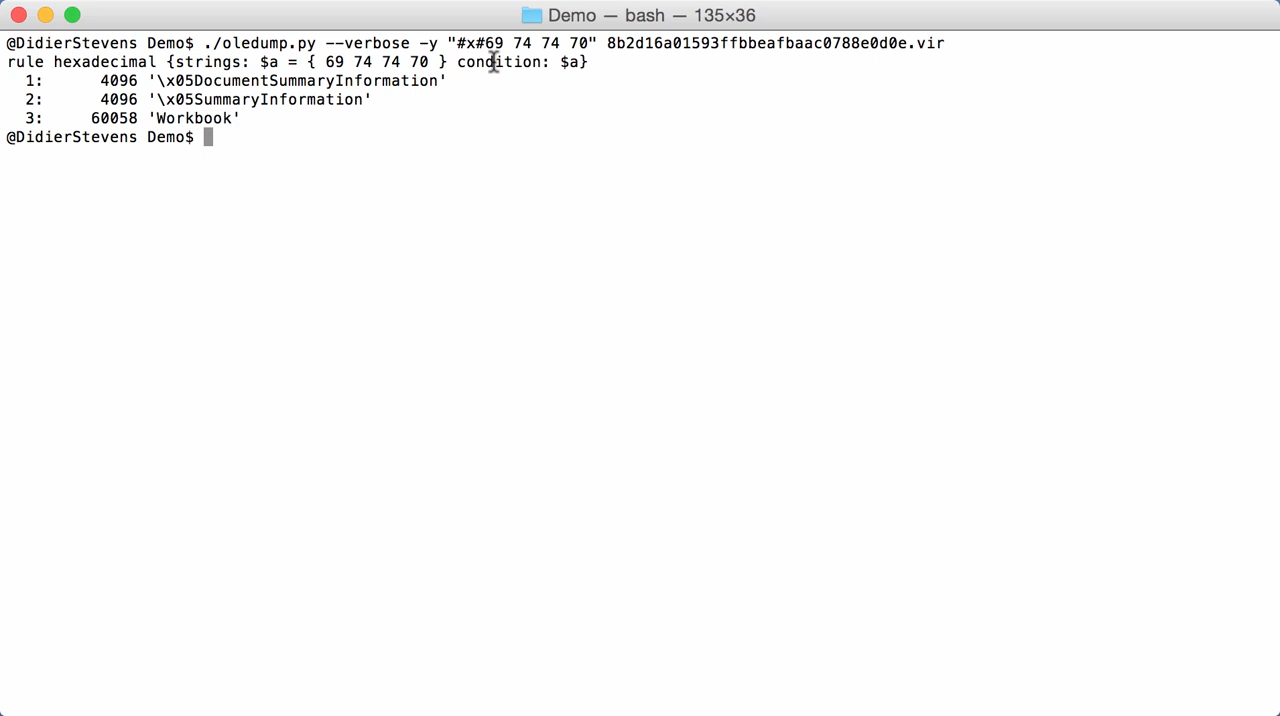 Demo — bash — 135×36
@DidierStevens Demo$ ./oledump.py --verbose -y "#x#69 74 74 70" 8b2d16a01593ffbbeafbaac0788e0d0e.vir
rule hexadecimal {strings: $a = { 69 74 74 70 } condition: $a}
  1:      4096 '\x05DocumentSummaryInformation'
  2:      4096 '\x05SummaryInformation'
  3:     60058 'Workbook'
@DidierStevens Demo$